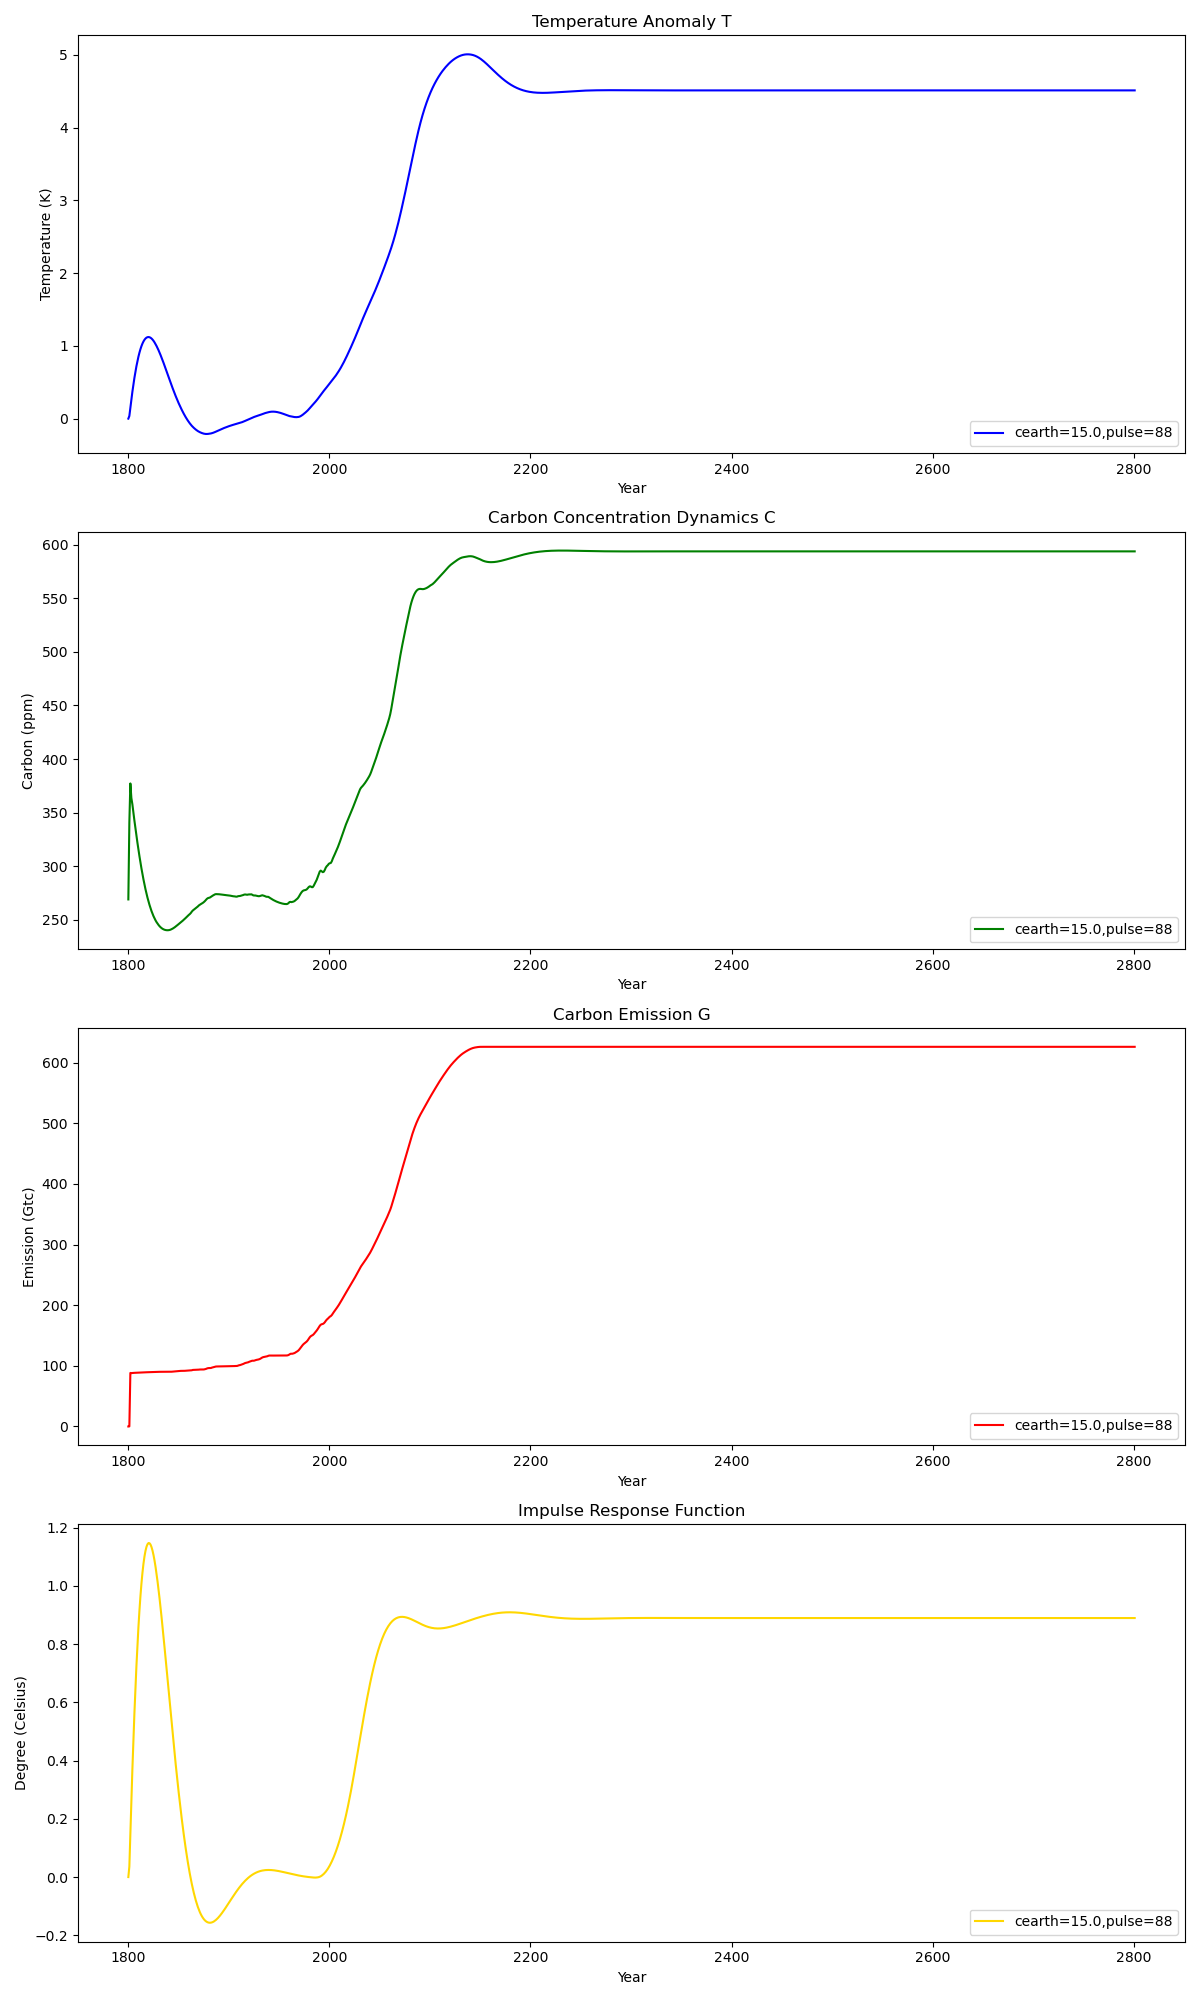 Temperature Anomaly T
5
4
3
2
1
0
Temperature (K)
cearth=15.0,pulse=88
1800 2000 2200 2400 2600 2800
Year
Carbon Concentration Dynamics C
600
550
500
450
400
350
300
250
Carbon (ppm)
cearth=15.0,pulse=88
1800 2000 2200 2400 2600 2800
Year
Carbon Emission G
600
500
400
300
200
100
0
Emission (Gtc)
cearth=15.0,pulse=88
1800 2000 2200 2400 2600 2800
Year
Impulse Response Function
1.2
1.0
0.8
0.6
0.4
0.2
0.0
−0.2
Degree (Celsius)
cearth=15.0,pulse=88
1800 2000 2200 2400 2600 2800
Year